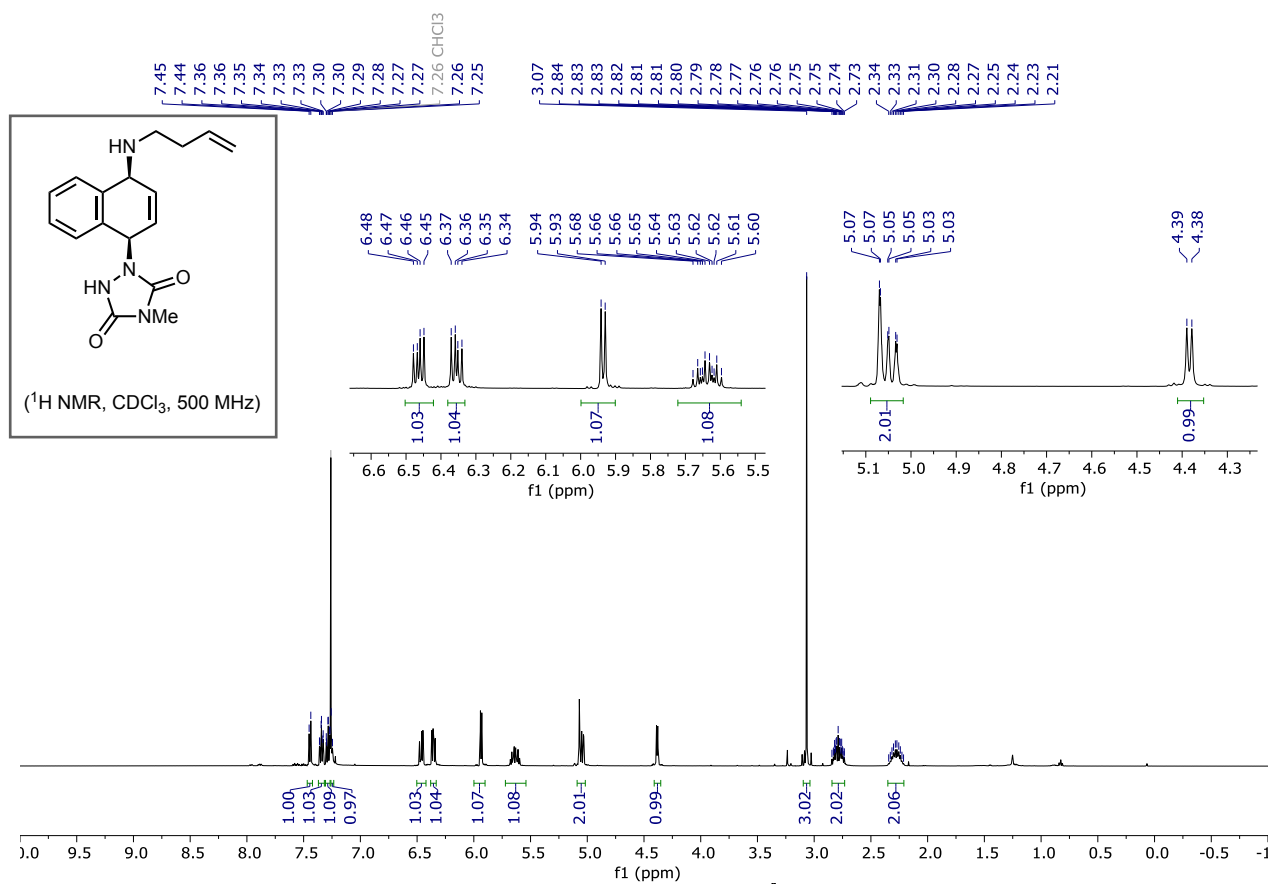 7.45 7.44 7.36 7.36 7.35 7.34 7.33 7.33 7.30 7.30 7.29 7.28 7.27 7.27 7.26 CHCl3 7.26 7.25
3.07 2.84 2.83 2.83 2.82 2.81 2.81 2.80 2.79 2.78 2.77 2.76 2.76 2.75 2.75 2.74 2.73 2.34 2.33 2.31 2.30 2.28 2.27 2.25 2.24 2.23 2.21
HN
N
O
HN
NMe
O
(¹H NMR, CDCl₃, 500 MHz)
6.48 6.47 6.46 6.45 6.37 6.36 6.35 6.34 5.94 5.93 5.68 5.66 5.66 5.65 5.64 5.63 5.62 5.62 5.61 5.60
1.03 1.04 1.07 1.08
6.6 6.5 6.4 6.3 6.2 6.1 6.0 5.9 5.8 5.7 5.6 5.5
f1 (ppm)
5.07 5.07 5.05 5.05 5.03 5.03 4.39 4.38
2.01 0.99
5.1 5.0 4.9 4.8 4.7 4.6 4.5 4.4 4.3
f1 (ppm)
1.00 1.03 1.09 0.97 1.03 1.04 1.07 1.08 2.01 0.99 3.02 2.02 2.06
0.0 9.5 9.0 8.5 8.0 7.5 7.0 6.5 6.0 5.5 5.0 4.5 4.0 3.5 3.0 2.5 2.0 1.5 1.0 0.5 0.0 -0.5 -1
f1 (ppm)